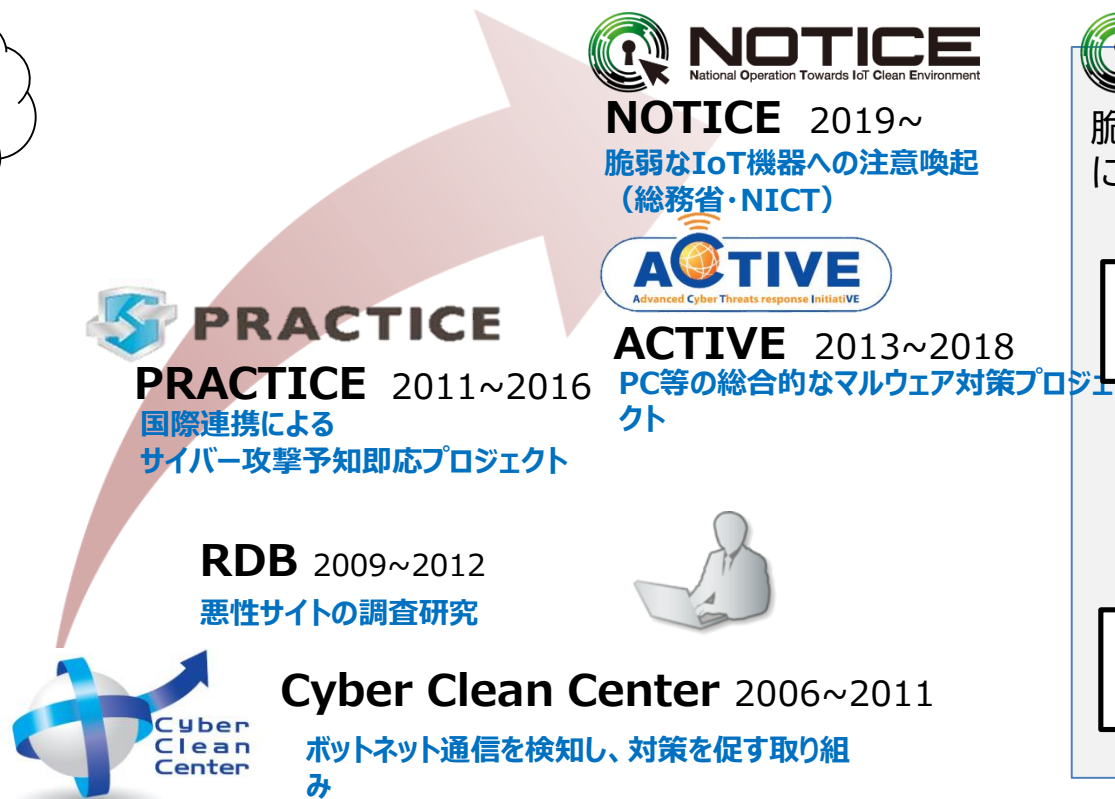 NOTICE
National Operation Towards IoT Clean Environment
NOTICE 2019~
脆弱なIoT機器への注意喚起
（総務省・NICT）
ACTIVE
Advanced Cyber Threats response InitiatiVE
ACTIVE 2013~2018
PC等の総合的なマルウェア対策プロジェ
クト
PRACTICE
PRACTICE 2011~2016
国際連携による
サイバー攻撃予知即応プロジェクト
RDB 2009~2012
悪性サイトの調査研究
Cyber
Clean
Center
Cyber Clean Center 2006~2011
ボットネット通信を検知し、対策を促す取り組
み
脆
に